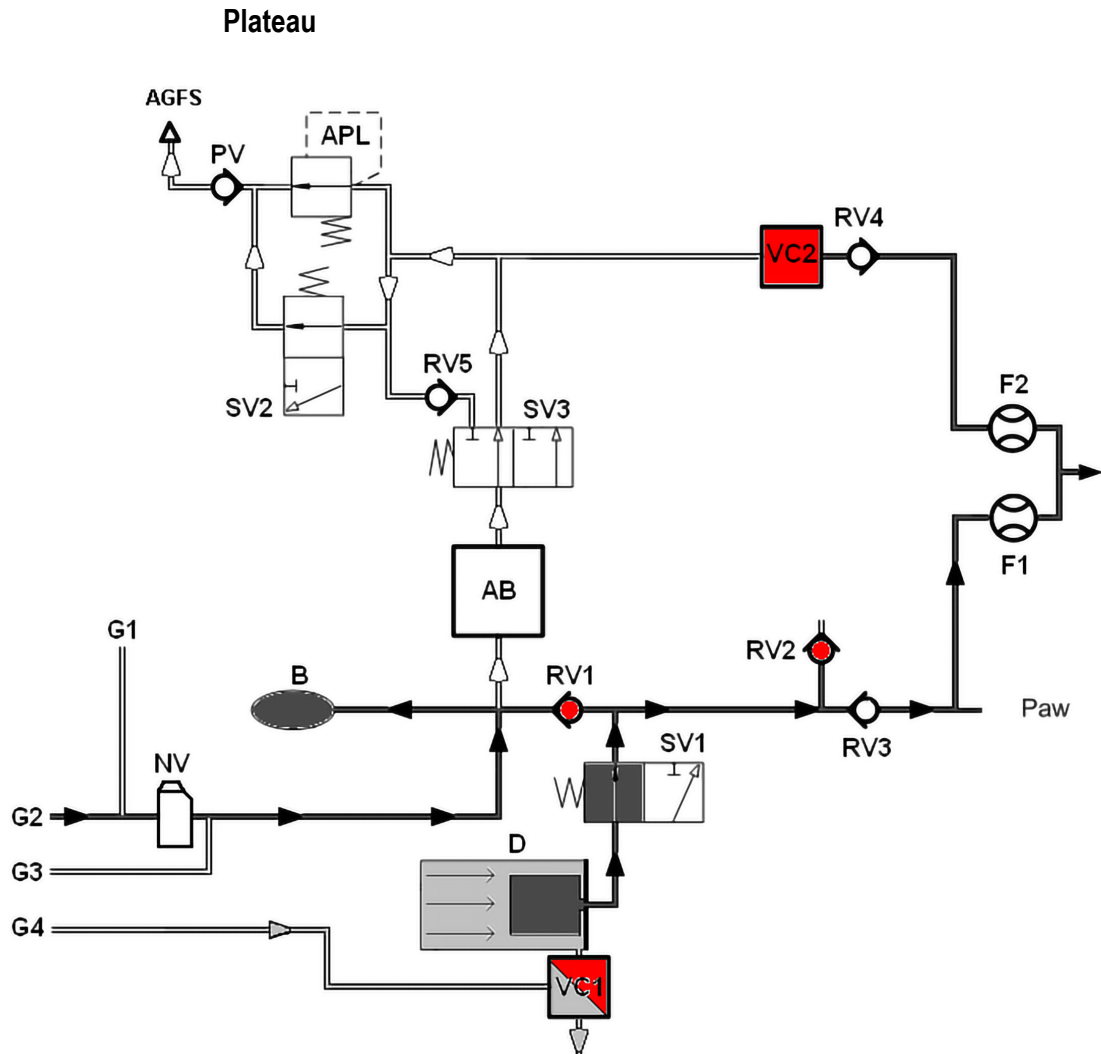 Plateau
AGFS
PV
APL
RV4
VC2
RV5
SV2
SV3
F2
AB
F1
G1
B
RV1
RV2
Paw
SV1
RV3
NV
G2
D
G3
G4
VC1